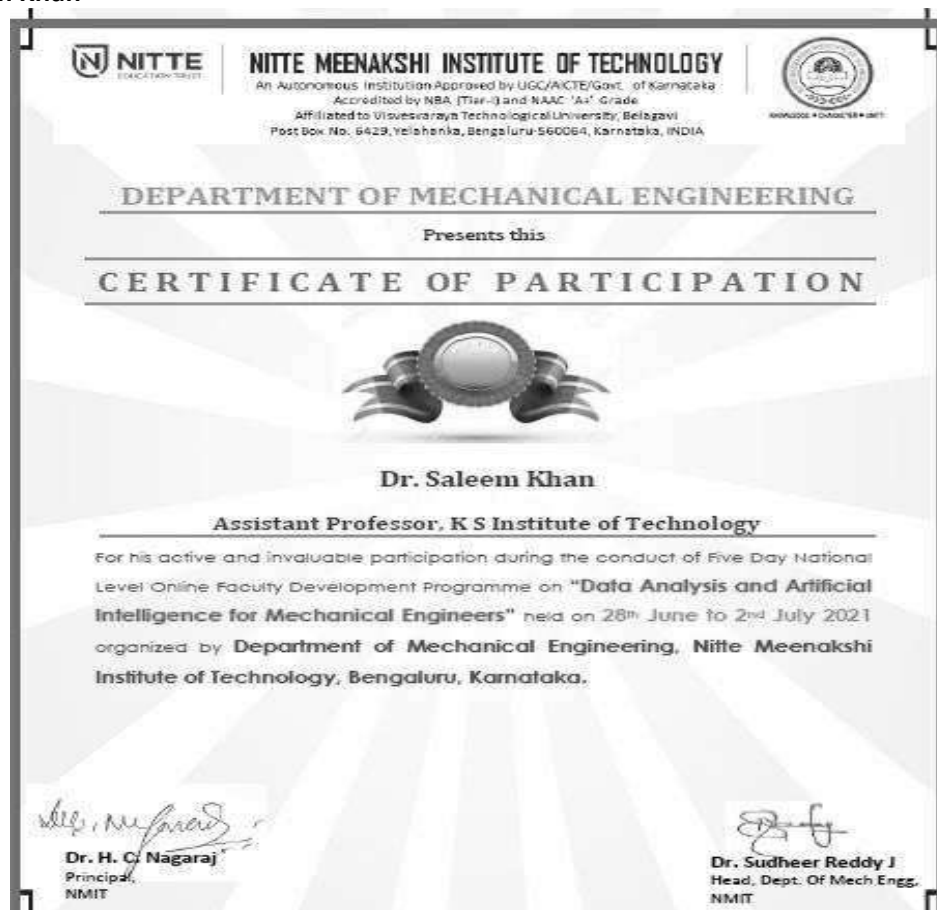 NITTE
EDUCATION TRUST
NITTE MEENAKSHI INSTITUTE OF TECHNOLOGY
An Autonomous Institution Approved by UGC/AICTE/Govt. of Karnataka
Accredited by NBA (Tier-I) and NAAC 'A+' Grade
Affiliated to Visvesvaraya Technological University, Belagavi
Post Box No. 6429, Yelahanka, Bengaluru-560064, Karnataka, INDIA
KNOWLEDGE • CHARACTER • UNITY
DEPARTMENT OF MECHANICAL ENGINEERING
Presents this
CERTIFICATE OF PARTICIPATION
Dr. Saleem Khan
Assistant Professor, K S Institute of Technology
For his active and invaluable participation during the conduct of Five Day National
Level Online Faculty Development Programme on "Data Analysis and Artificial
Intelligence for Mechanical Engineers" held on 28th June to 2nd July 2021
organized by Department of Mechanical Engineering, Nitte Meenakshi
Institute of Technology, Bengaluru, Karnataka.
Dr. H. C. Nagaraj
Principal,
NMIT
Dr. Sudheer Reddy J
Head, Dept. Of Mech Engg.
NMIT